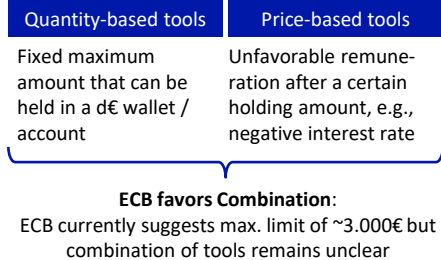 Quantity-based tools
Price-based tools
Fixed maximum
amount that can be
held in a d€ wallet /
account
Unfavorable remune-
ration after a certain
holding amount, e.g.,
negative interest rate
ECB favors Combination:
ECB currently suggests max. limit of ~3.000€ but
combination of tools remains unclear